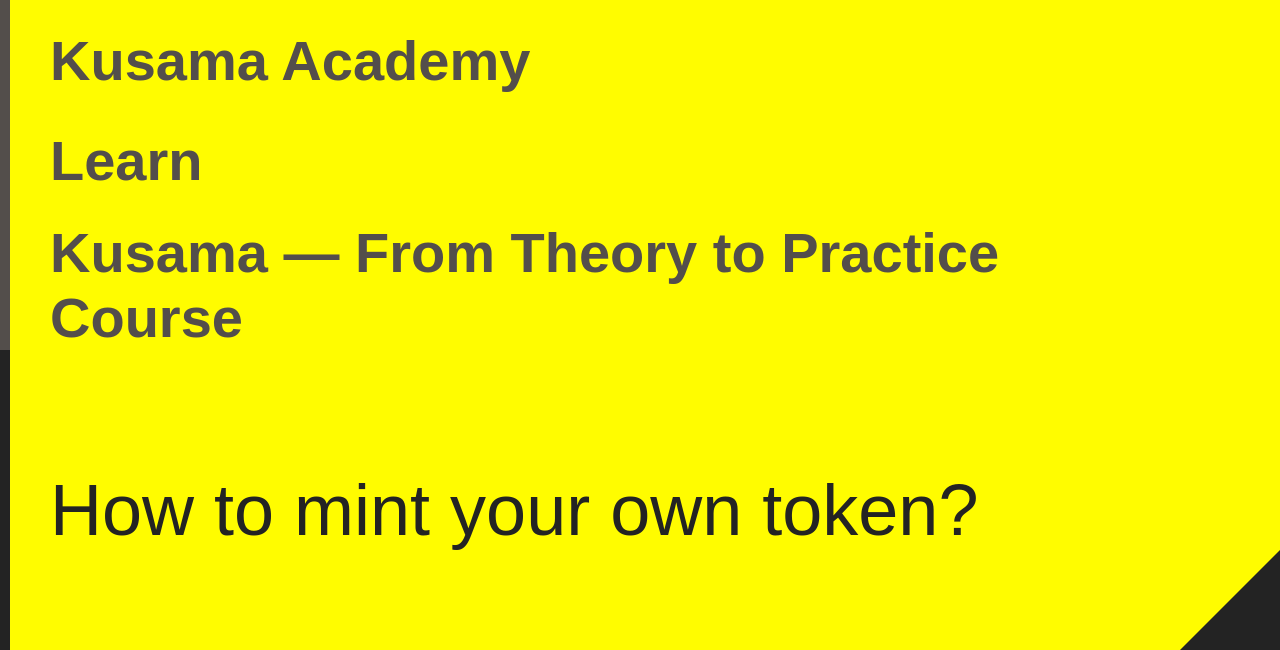 Kusama Academy
Learn
Kusama — From Theory to Practice
Course
How to mint your own token?